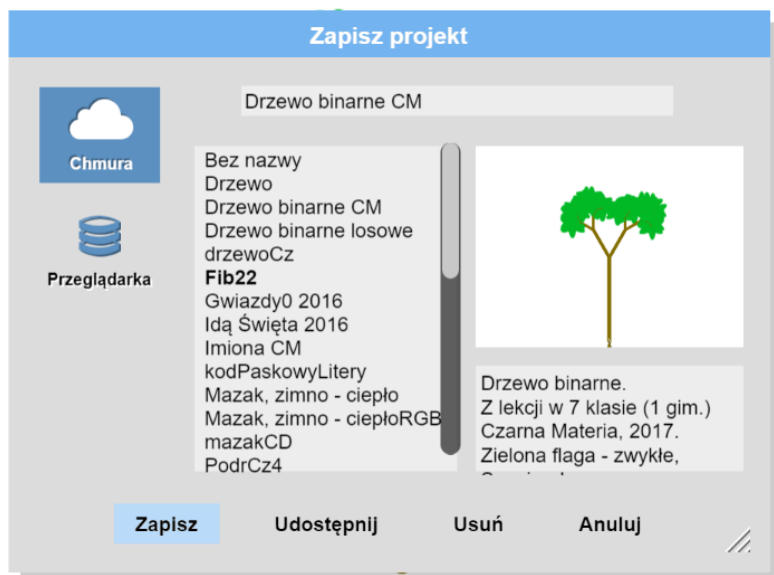 Zapisz projekt
Chmura
Przeglądarka
Drzewo binarne CM
Bez nazwy
Drzewo
Drzewo binarne CM
Drzewo binarne losowe
drzewoCz
Fib22
Gwiazdy0 2016
Idą Święta 2016
Imiona CM
kodPaskowyLitery
Mazak, zimno - ciepło
Mazak, zimno - ciepłoRGB
mazakCD
PodrCz4
Drzewo binarne.
Z lekcji w 7 klasie (1 gim.)
Czarna Materia, 2017.
Zielona flaga - zwykłe,
Zapisz Udostępnij Usuń Anuluj